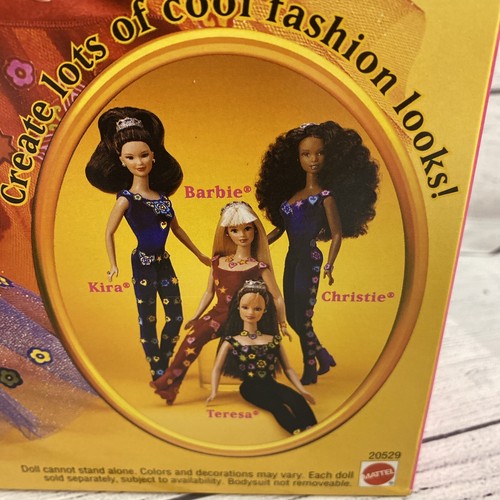 Create lots of cool fashion looks!
Barbie®
Kira®
Christie®
Teresa®
20529
Doll cannot stand alone. Colors and decorations may vary. Each doll
sold separately, subject to availability. Bodysuit not removeable.
MATTEL